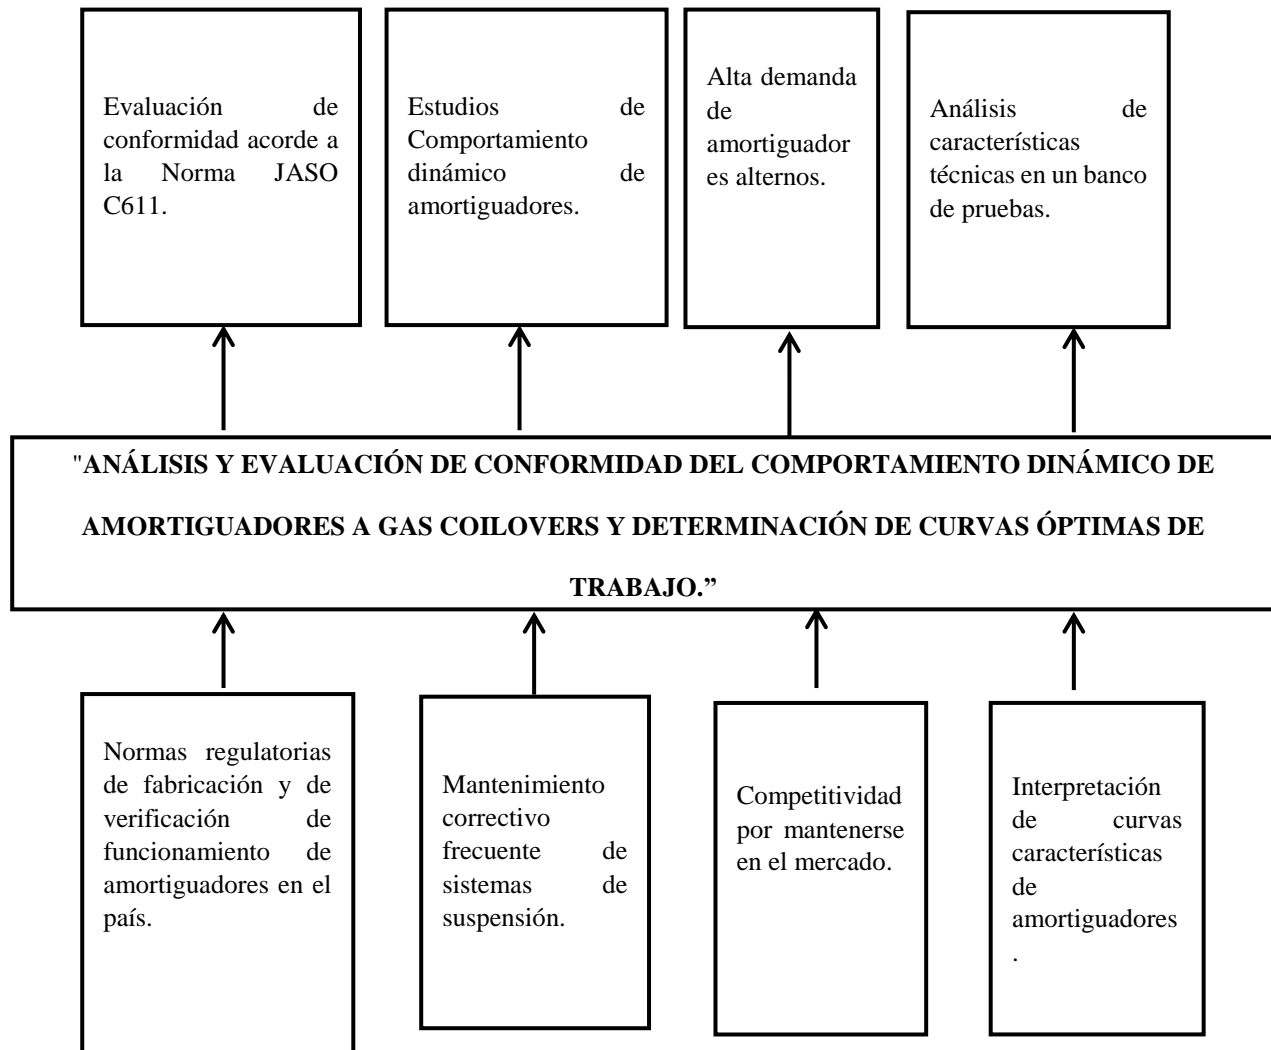 Evaluación de
conformidad acorde a
la Norma JASO
C611.
Estudios de
Comportamiento
dinámico de
amortiguadores.
Alta demanda
de
amortiguador
es alternos.
Análisis de
características
técnicas en un banco
de pruebas.
"ANÁLISIS Y EVALUACIÓN DE CONFORMIDAD DEL COMPORTAMIENTO DINÁMICO DE
AMORTIGUADORES A GAS COILOVERS Y DETERMINACIÓN DE CURVAS ÓPTIMAS DE
TRABAJO.”
Normas regulatorias
de fabricación y de
verificación de
funcionamiento de
amortiguadores en el
país.
Mantenimiento
correctivo
frecuente de
sistemas de
suspensión.
Competitividad
por mantenerse
en el mercado.
Interpretación
de curvas
características
de
amortiguadores
.